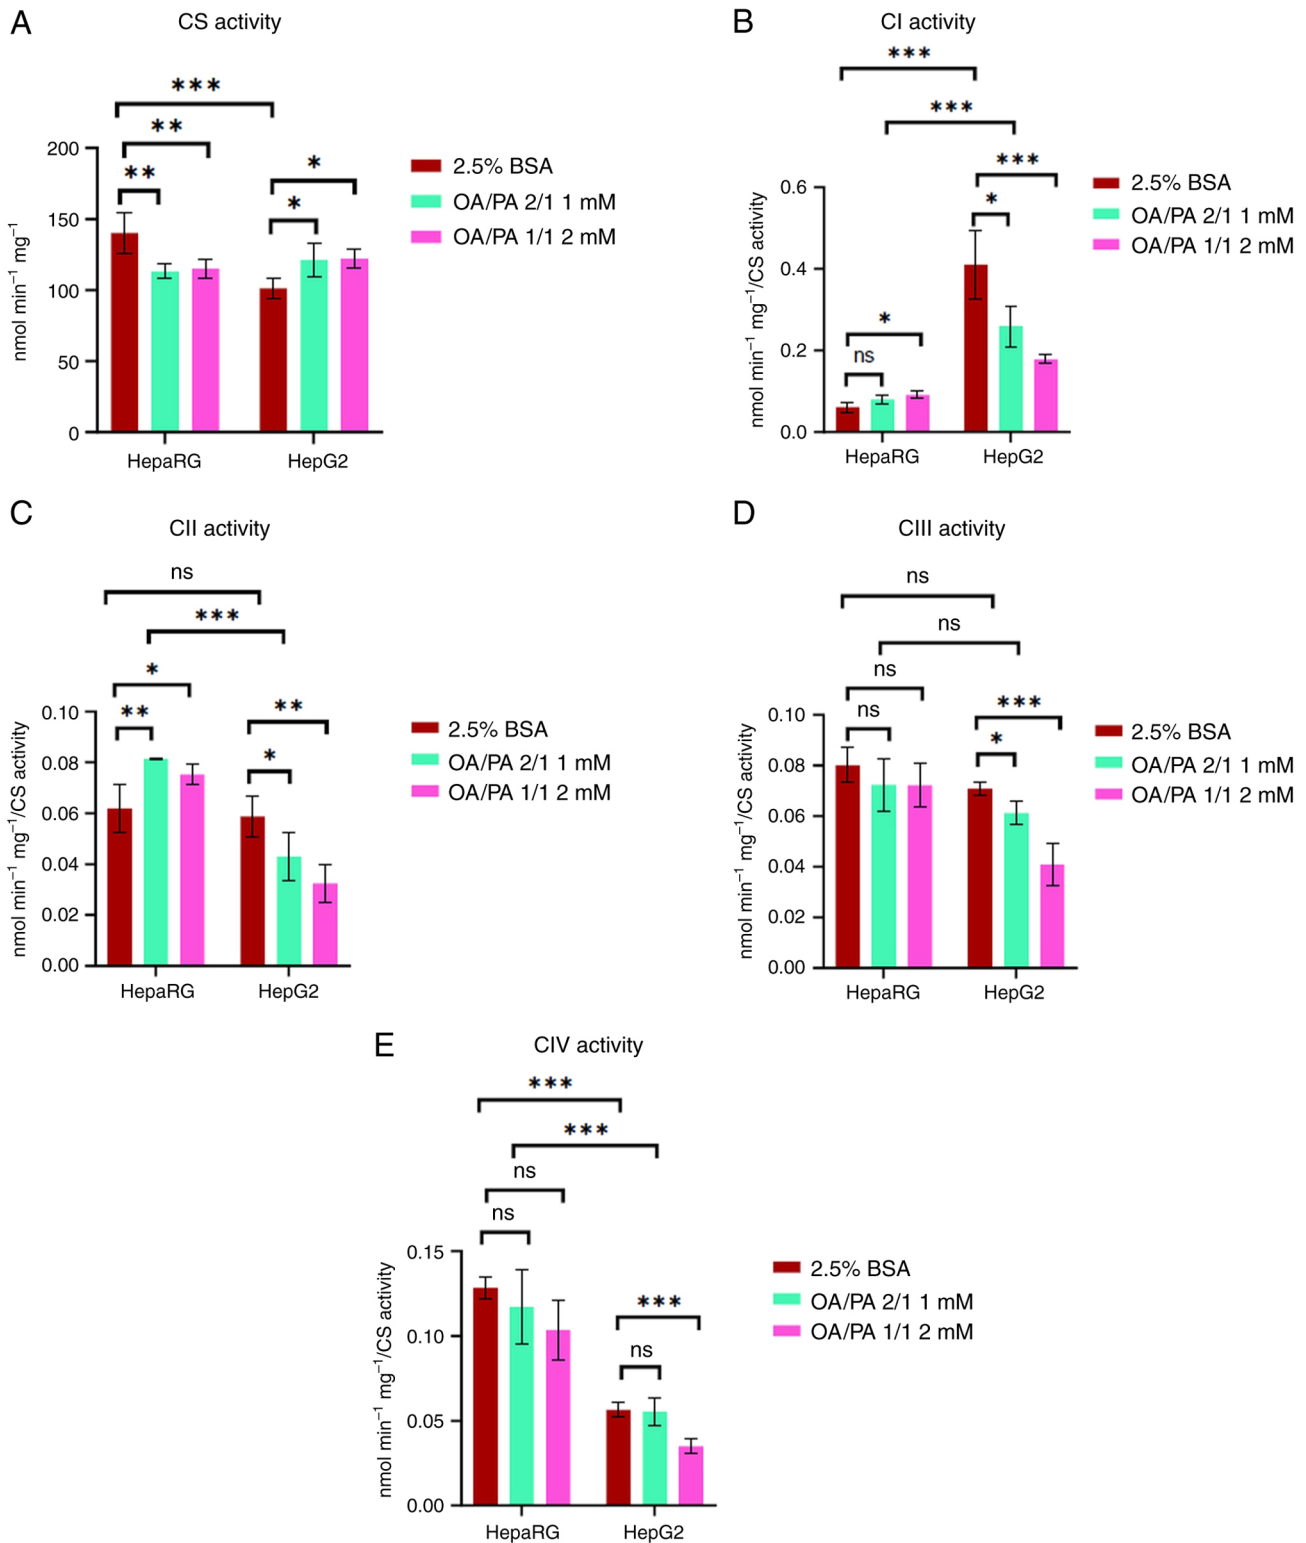 A
CS activity
***
**
**
*
*
200
150
100
50
0
nmol min⁻¹ mg⁻¹
HepaRG
HepG2
2.5% BSA
OA/PA 2/1 1 mM
OA/PA 1/1 2 mM
B
CI activity
***
***
***
*
*
ns
0.6
0.4
0.2
0.0
nmol min⁻¹ mg⁻¹/CS activity
HepaRG
HepG2
2.5% BSA
OA/PA 2/1 1 mM
OA/PA 1/1 2 mM
C
CII activity
ns
***
*
**
**
*
0.10
0.08
0.06
0.04
0.02
0.00
nmol min⁻¹ mg⁻¹/CS activity
HepaRG
HepG2
2.5% BSA
OA/PA 2/1 1 mM
OA/PA 1/1 2 mM
D
CIII activity
ns
ns
ns
ns
***
*
0.10
0.08
0.06
0.04
0.02
0.00
nmol min⁻¹ mg⁻¹/CS activity
HepaRG
HepG2
2.5% BSA
OA/PA 2/1 1 mM
OA/PA 1/1 2 mM
E
CIV activity
***
***
ns
ns
***
ns
0.15
0.10
0.05
0.00
nmol min⁻¹ mg⁻¹/CS activity
HepaRG
HepG2
2.5% BSA
OA/PA 2/1 1 mM
OA/PA 1/1 2 mM